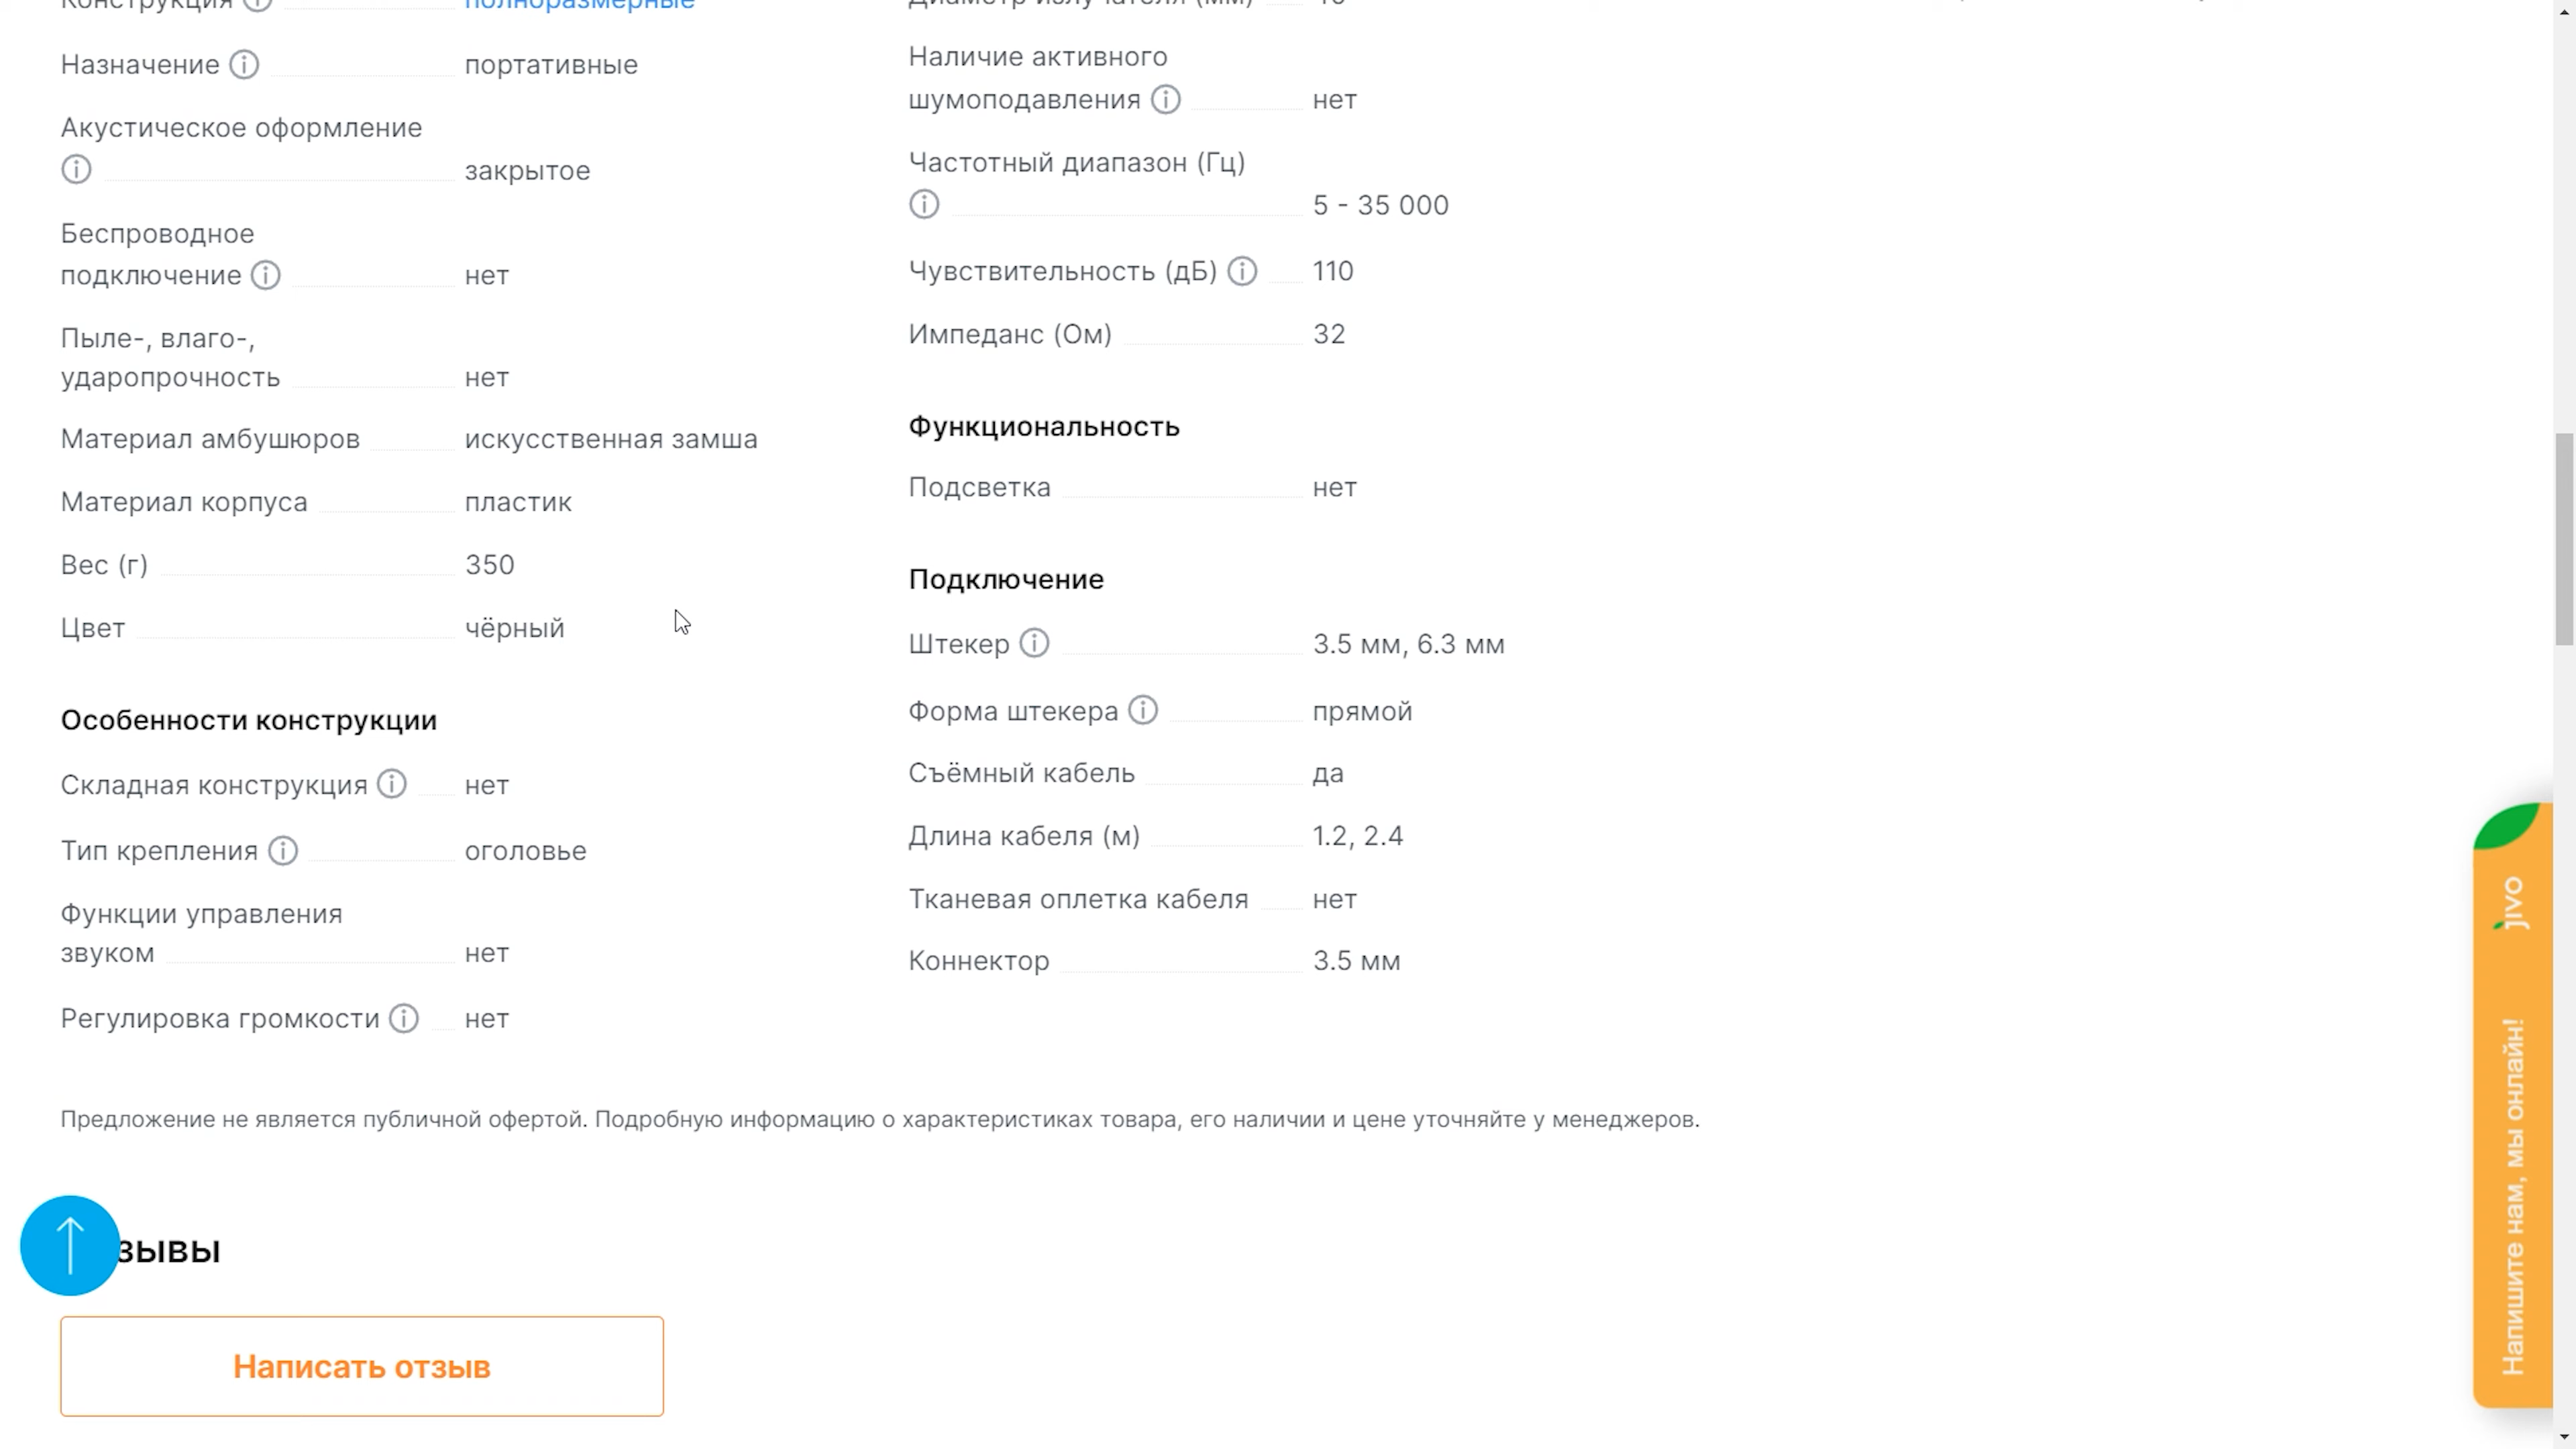 Конструкция полноразмерные
Назначение портативные
Акустическое оформление
закрытое
Беспроводное
подключение нет
Пыле-, влаго-,
ударопрочность нет
Материал амбушюров искусственная замша
Материал корпуса пластик
Вес (г) 350
Цвет чёрный
Особенности конструкции
Складная конструкция нет
Тип крепления оголовье
Функции управления
звуком нет
Регулировка громкости нет
Диаметр излучателя (мм)
Наличие активного
шумоподавления нет
Частотный диапазон (Гц)
5 - 35 000
Чувствительность (дБ) 110
Импеданс (Ом) 32
Функциональность
Подсветка нет
Подключение
Штекер 3.5 мм, 6.3 мм
Форма штекера прямой
Съёмный кабель да
Длина кабеля (м) 1.2, 2.4
Тканевая оплетка кабеля нет
Коннектор 3.5 мм
Предложение не является публичной офертой. Подробную информацию о характеристиках товара, его наличии и цене уточняйте у менеджеров.
зывы
Написать отзыв
Напишите нам, мы онлайн!
jivo